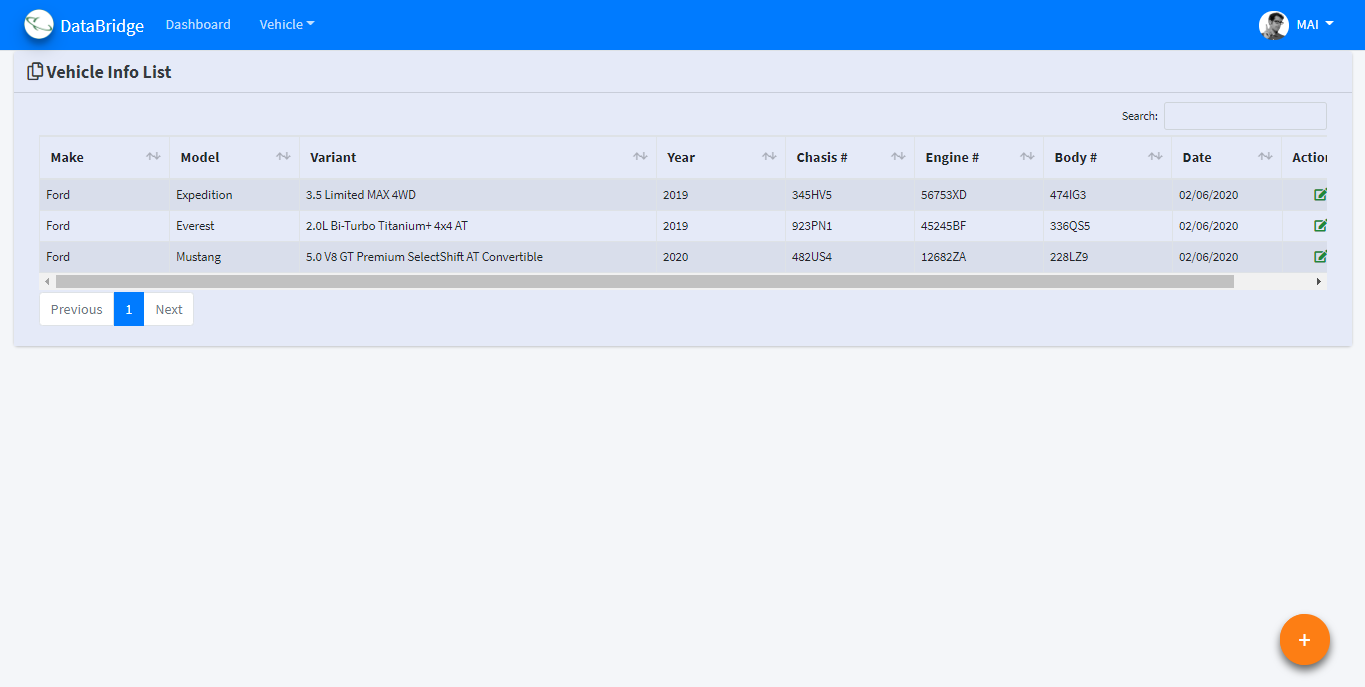 DataBridge Dashboard Vehicle MAI
Vehicle Info List
Search:
Make Model Variant Year Chasis # Engine # Body # Date Action
Ford Expedition 3.5 Limited MAX 4WD 2019 345HV5 56753XD 474IG3 02/06/2020
Ford Everest 2.0L Bi-Turbo Titanium+ 4x4 AT 2019 923PN1 45245BF 336QS5 02/06/2020
Ford Mustang 5.0 V8 GT Premium SelectShift AT Convertible 2020 482US4 12682ZA 228LZ9 02/06/2020
Previous 1 Next
+